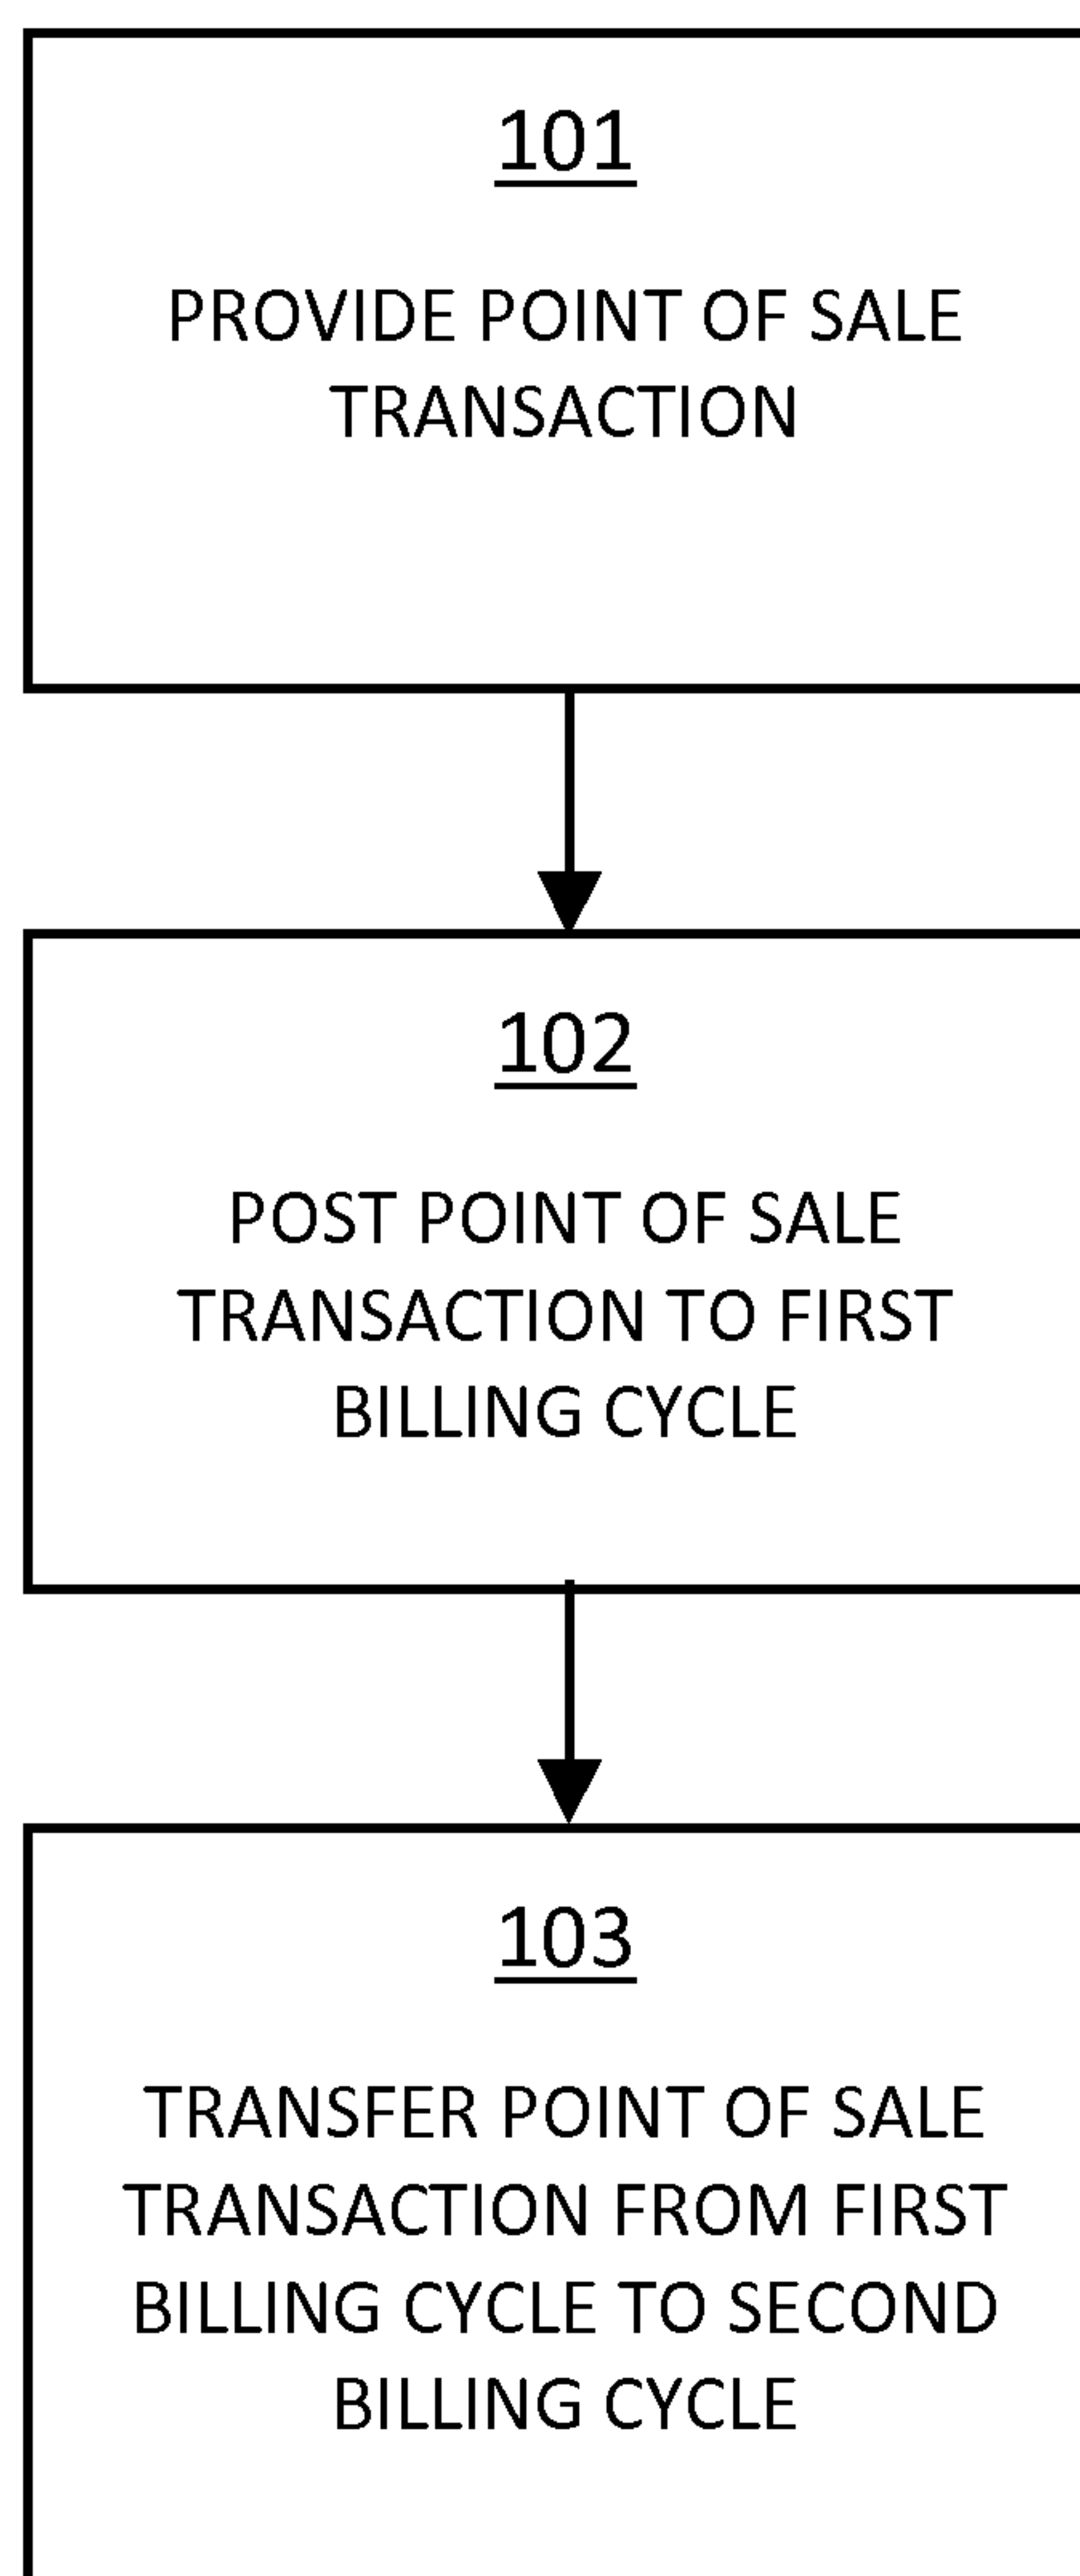 101
PROVIDE POINT OF SALE
TRANSACTION
102
POST POINT OF SALE
TRANSACTION TO FIRST
BILLING CYCLE
103
TRANSFER POINT OF SALE
TRANSACTION FROM FIRST
BILLING CYCLE TO SECOND
BILLING CYCLE